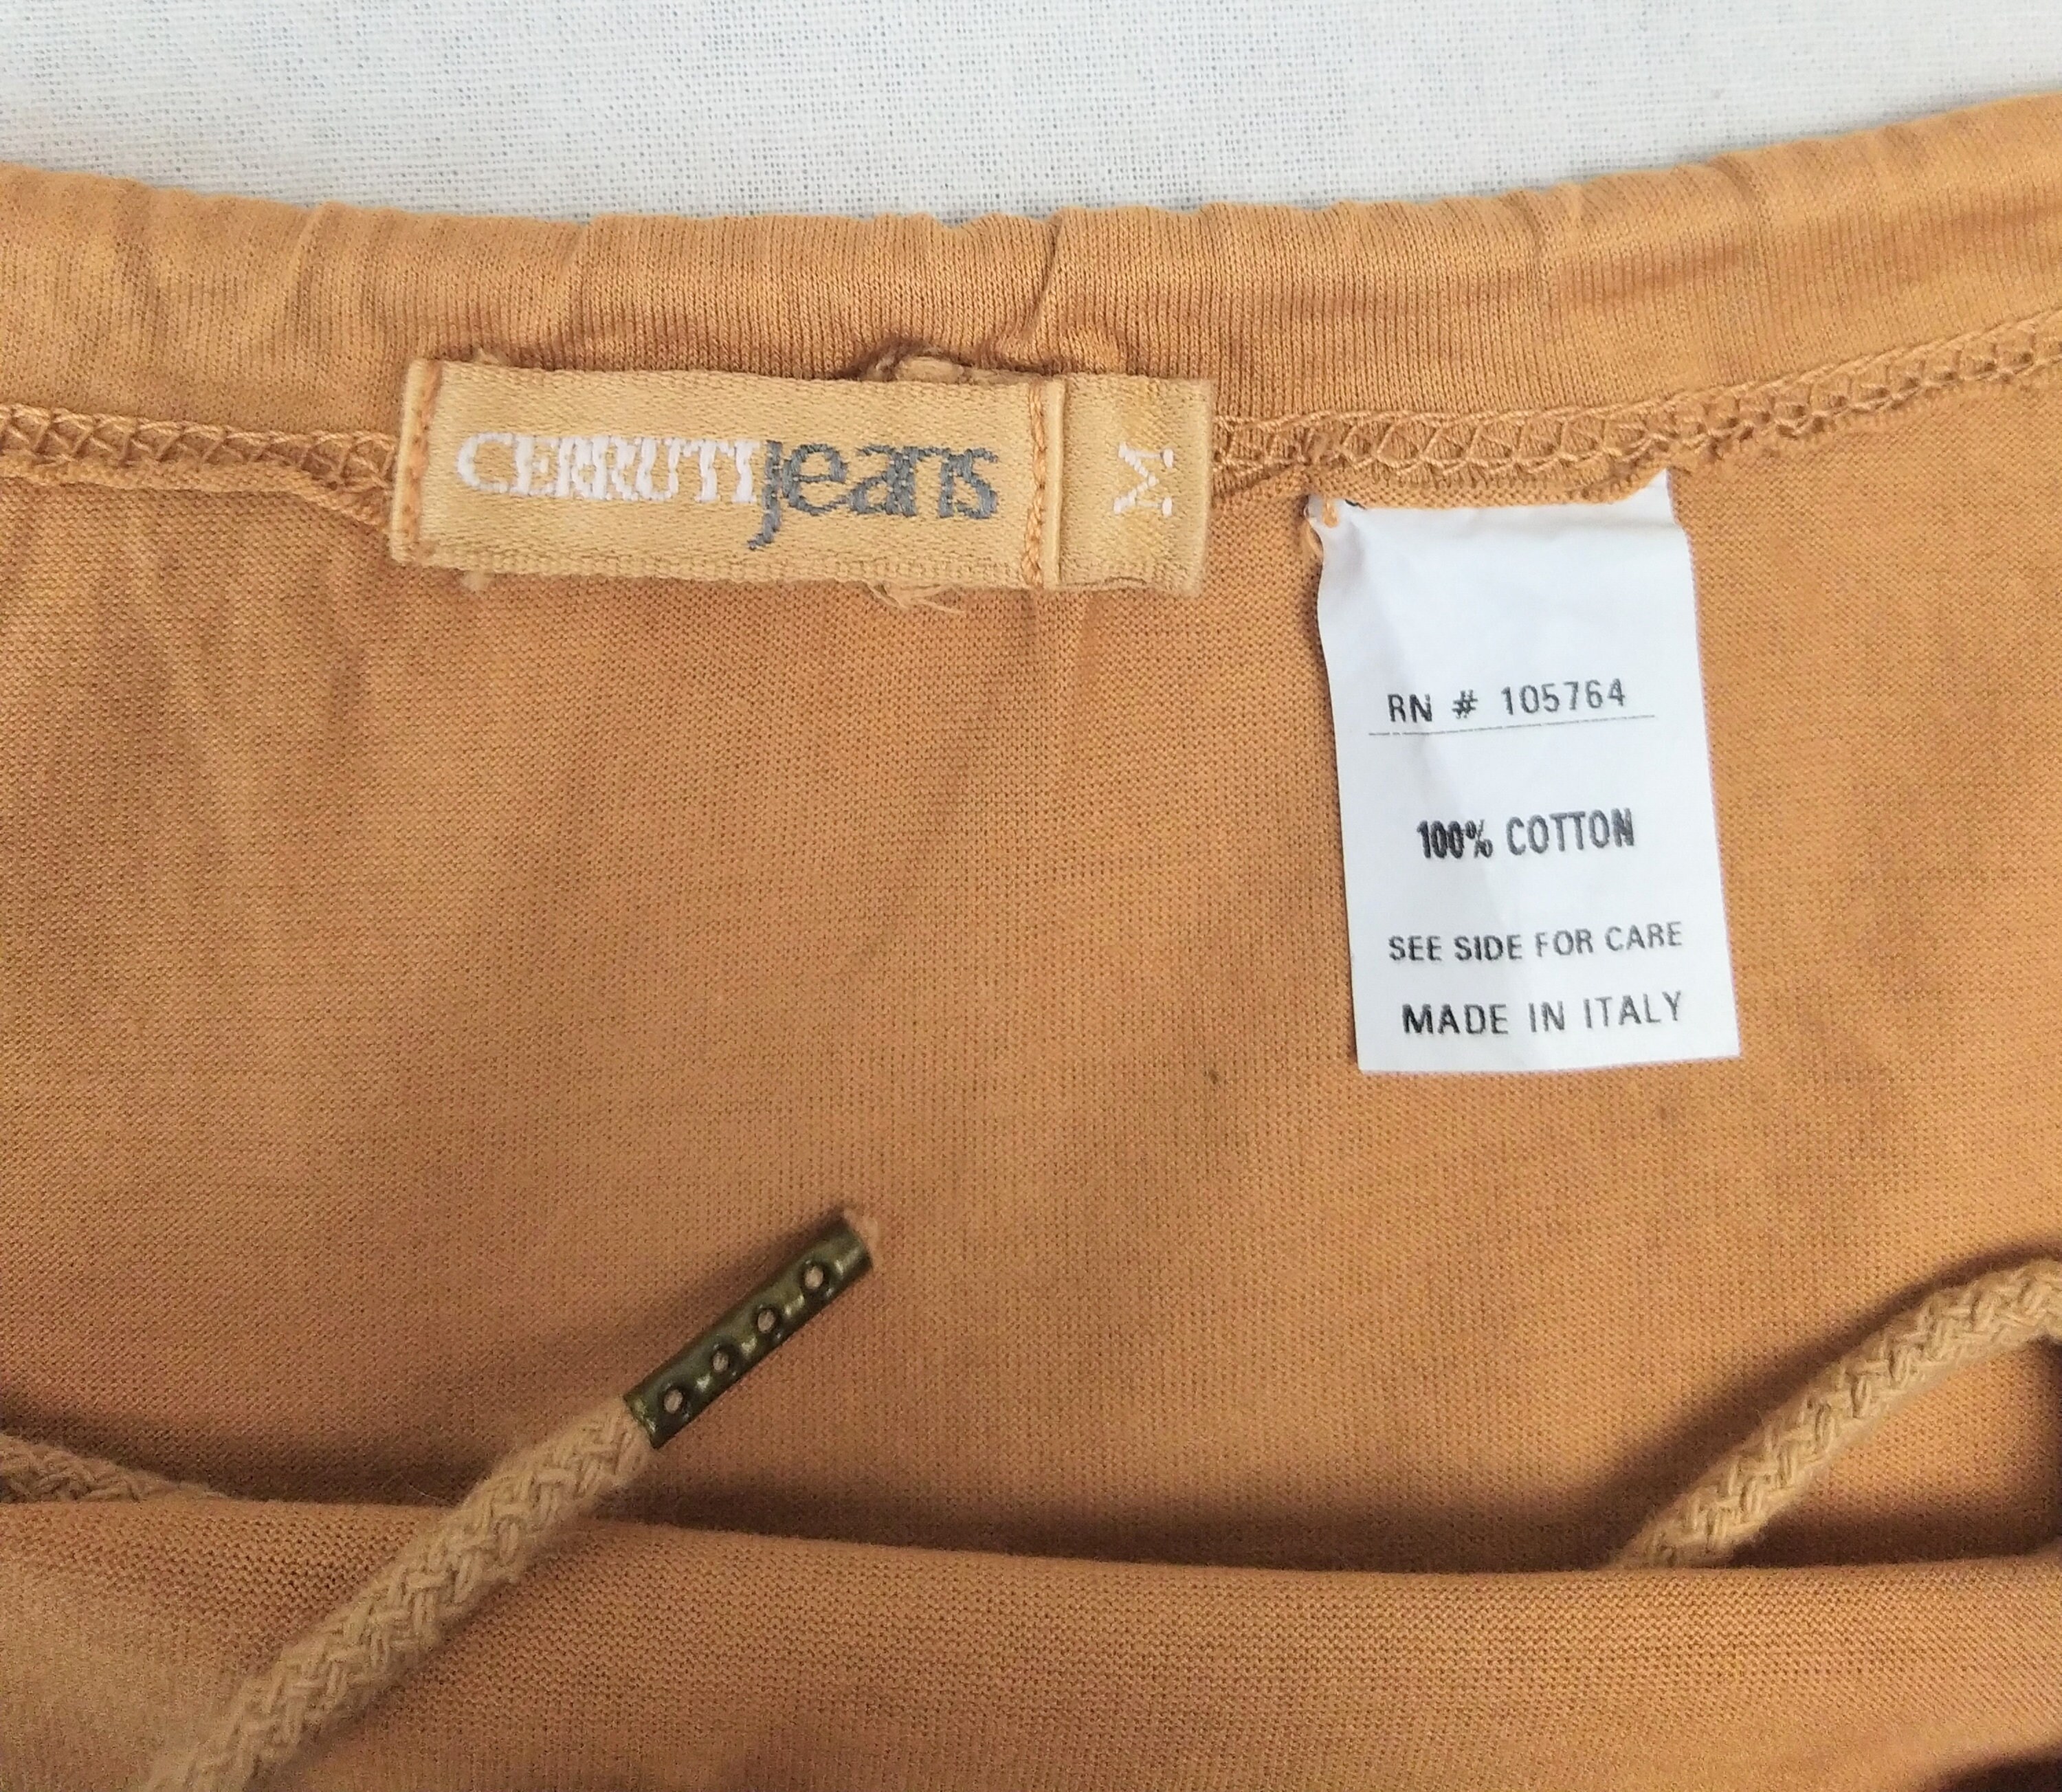 CERRUTIjeans
M
RN # 105764
100% COTTON
SEE SIDE FOR CARE
MADE IN ITALY